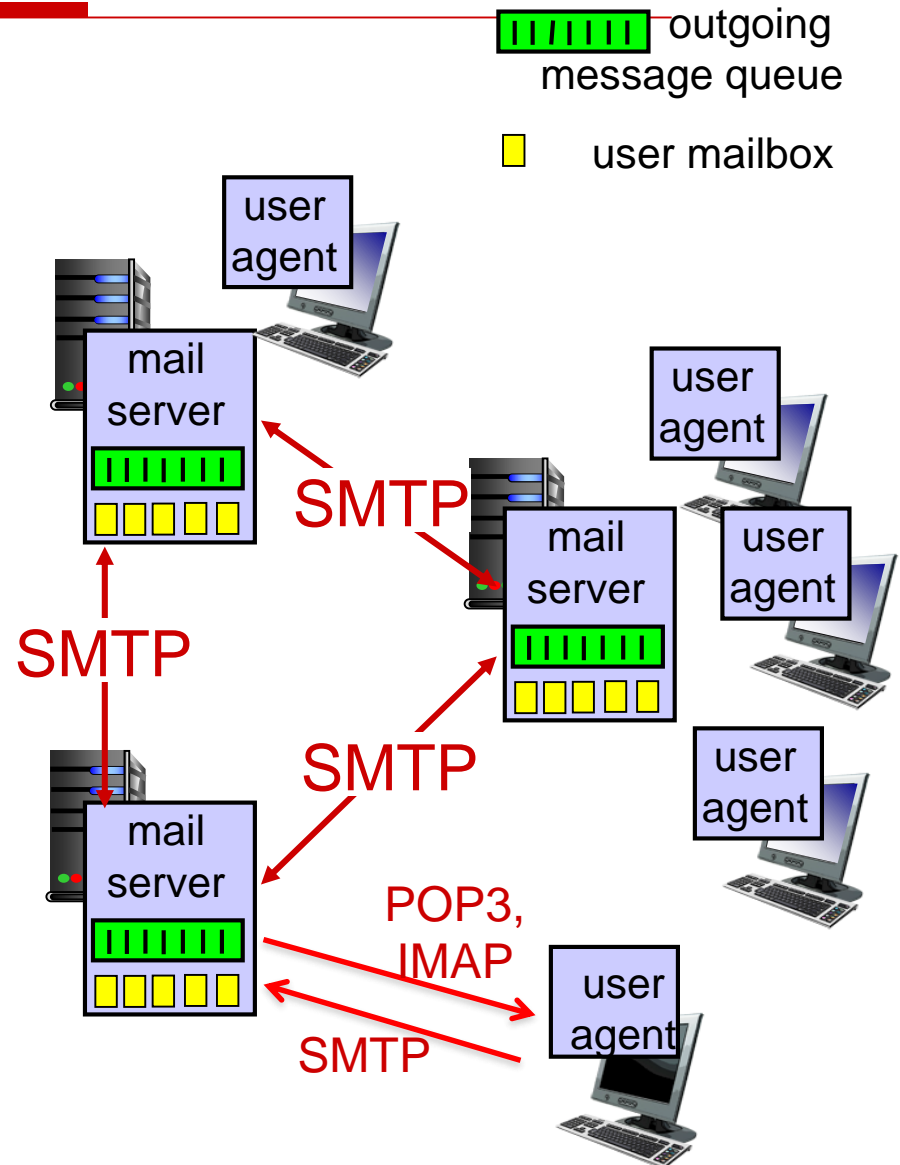 outgoing
message queue
user mailbox
user
agent
mail
server
user
agent
SMTP
mail
server
user
agent
SMTP
SMTP
user
agent
mail
server
POP3,
IMAP
user
agent
SMTP